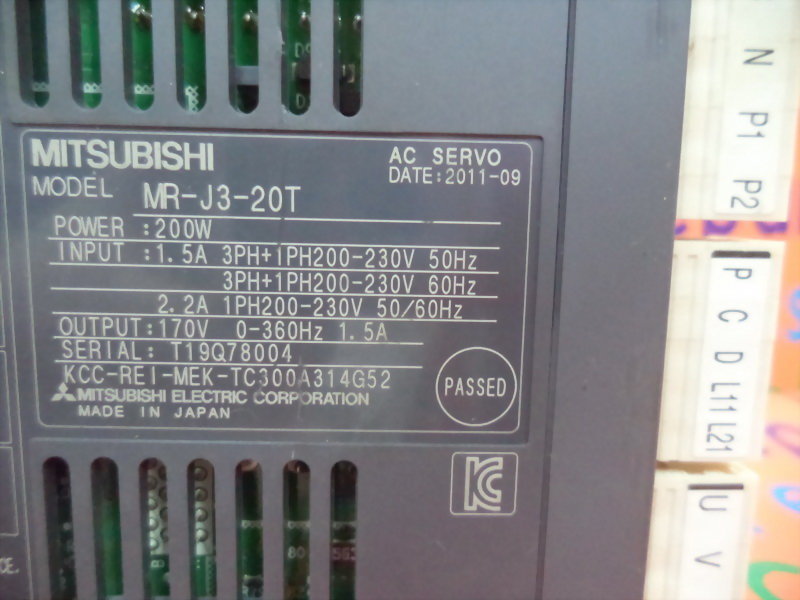 MITSUBISHI
AC SERVO
DATE:2011-09
MODEL MR-J3-20T
POWER :200W
INPUT :1.5A 3PH+1PH200-230V 50Hz
3PH+1PH200-230V 60Hz
2.2A 1PH200-230V 50/60Hz
OUTPUT:170V 0-360Hz 1.5A
SERIAL: T19Q78004
KCC-REI-MEK-TC300A314G52
MITSUBISHI ELECTRIC CORPORATION
MADE IN JAPAN
PASSED
KC
N
P1
P2
P
C
D
L11
L21
U
V
80